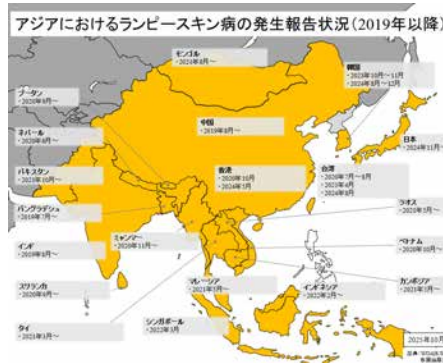 アジアにおけるランピースキン病の発生報告状況(2019年以降)
モンゴル
・2021年8月～
韓国
・2023年10月～11月
・2024年8月～12月
ブータン
・2020年9月～
中国
・2019年8月～
ネパール
・2020年6月～
日本
・2024年11月～
パキスタン
・2021年10月～
香港
・2020年10月
・2024年5月
台湾
・2020年7月～8月
・2021年4月
・2024年8月
バングラデシュ
・2019年7月～
ラオス
・2021年5月～
インド
・2019年8月～
ミャンマー
・2020年11月～
ベトナム
・2020年10月～
スリランカ
・2020年9月～
マレーシア
・2021年5月～
インドネシア
・2022年2月～
カンボジア
・2021年5月～
タイ
・2021年3月～
シンガポール
・2022年3月
2025年10月